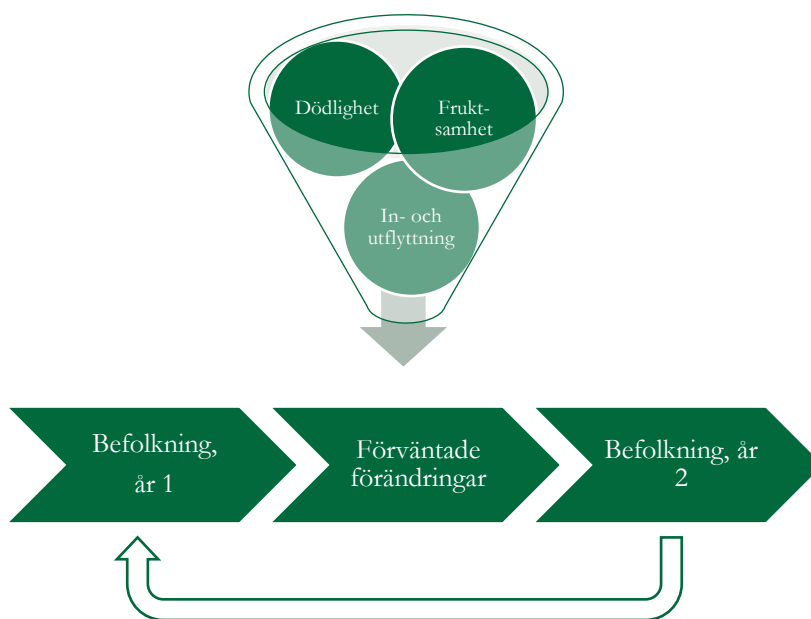 Dödlighet
Frukt-
samhet
In- och
utflyttning
Befolkning,
år 1
Förväntade
förändringar
Befolkning, år
2